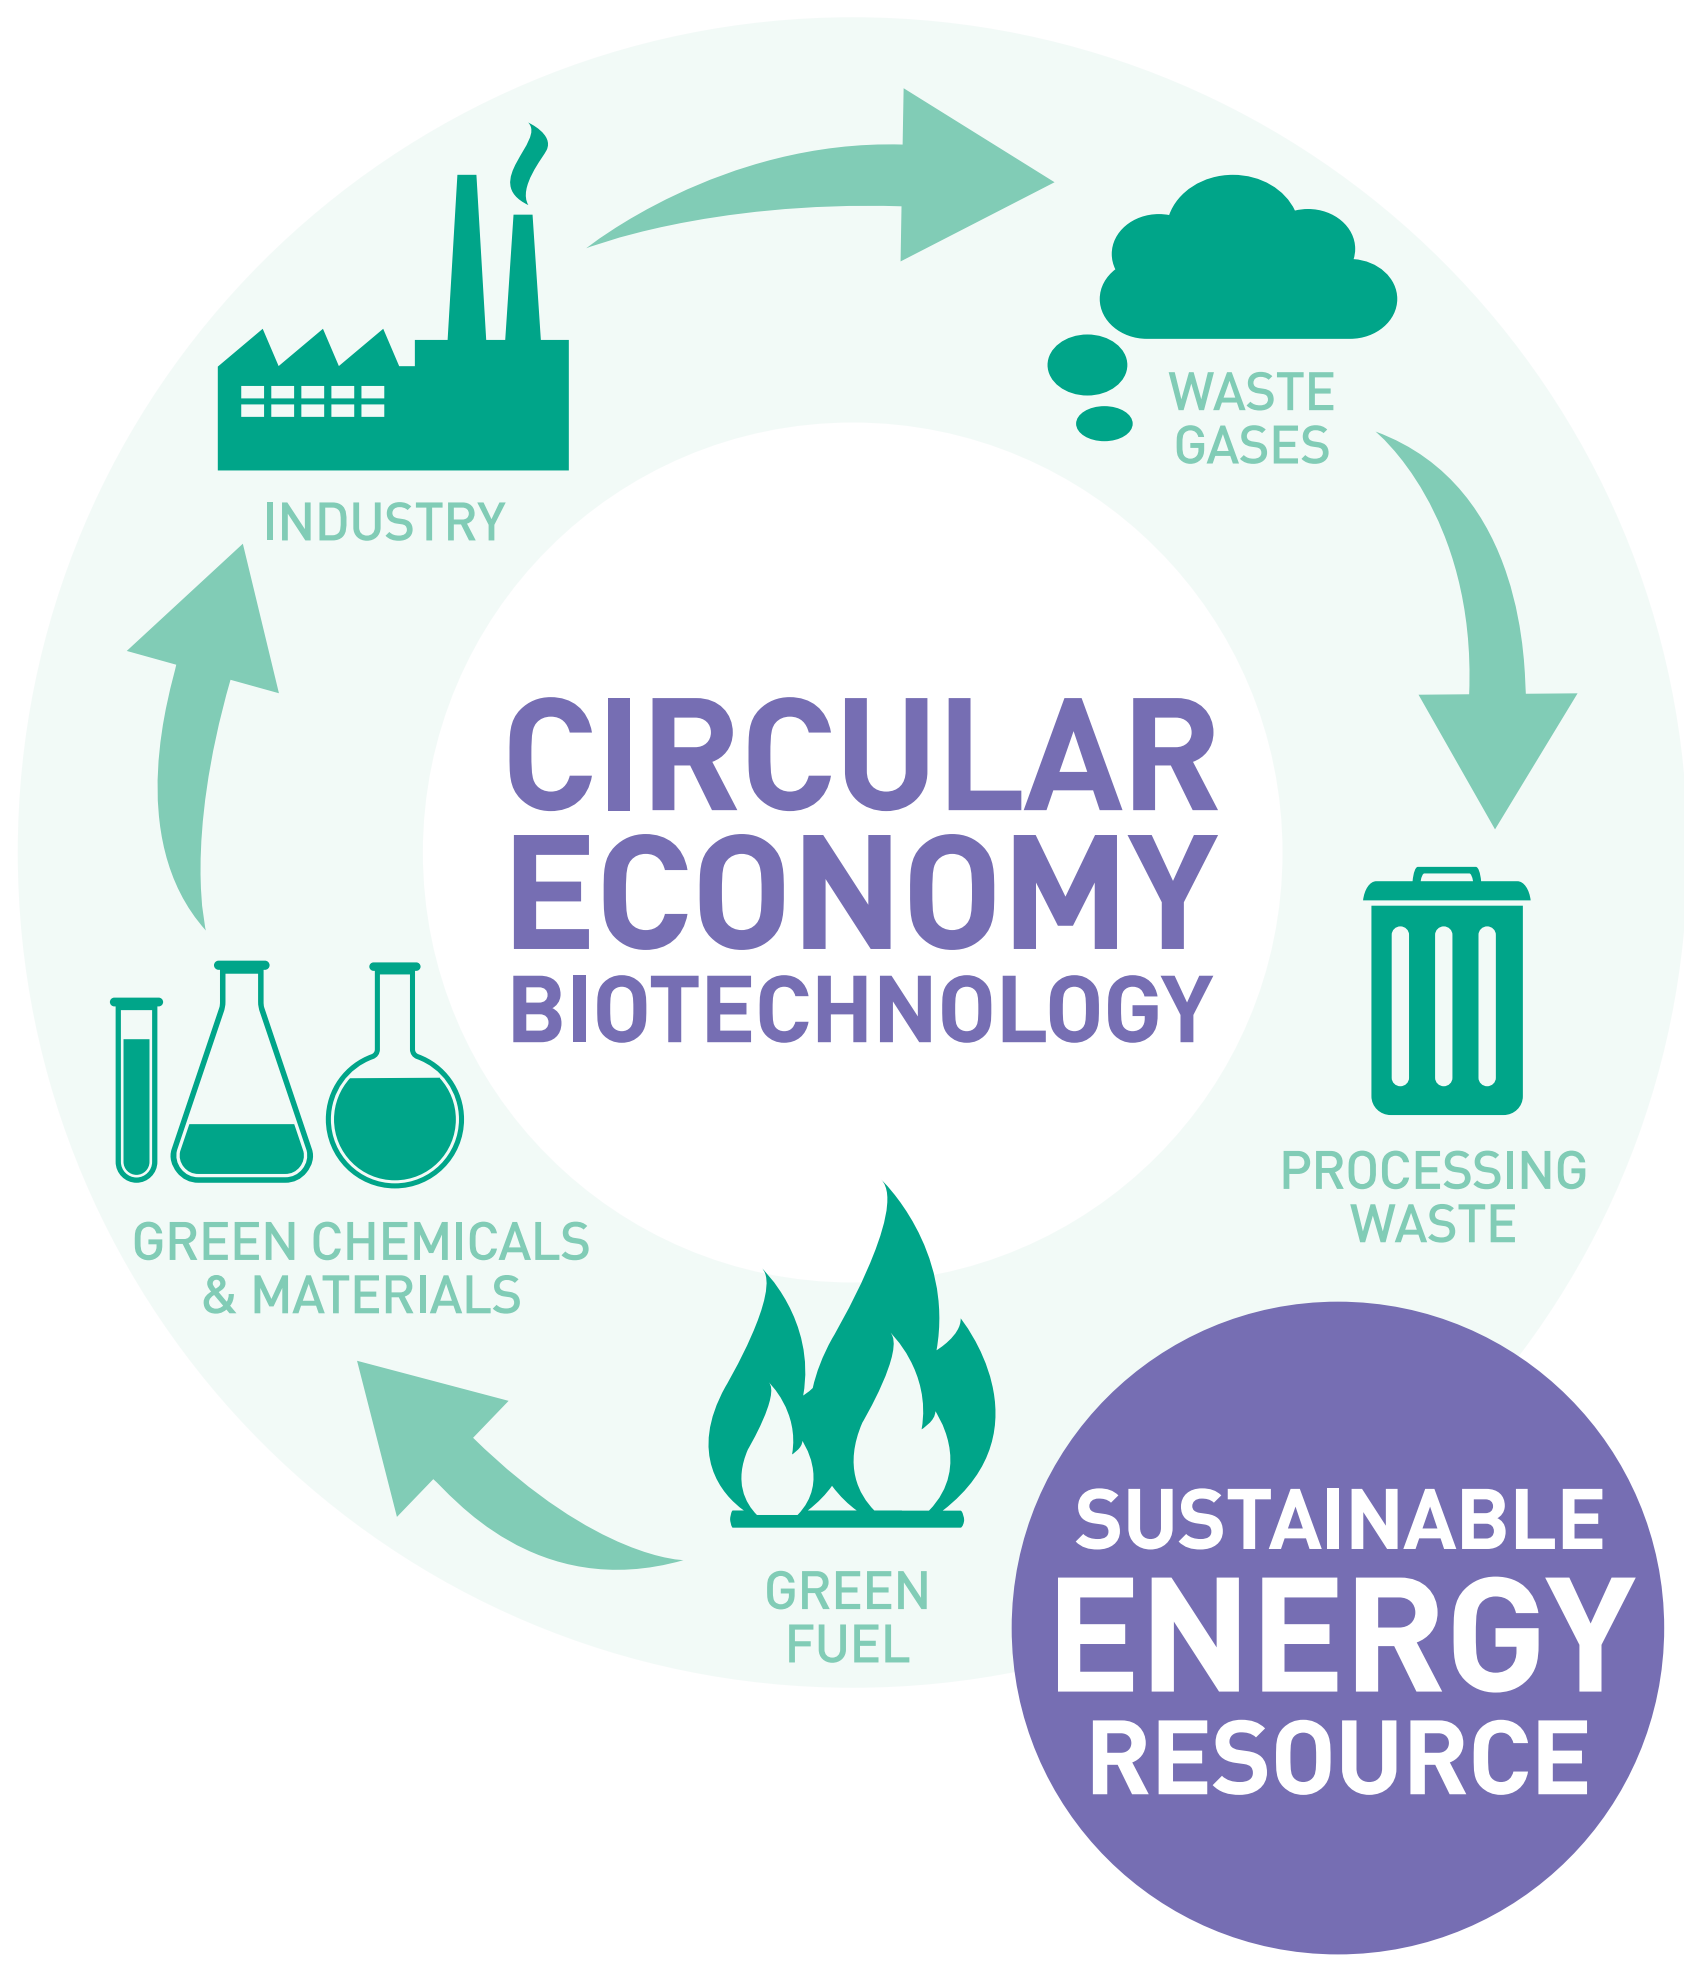 INDUSTRY
WASTE
GASES
CIRCULAR
ECONOMY
BIOTECHNOLOGY
PROCESSING
WASTE
GREEN CHEMICALS
& MATERIALS
GREEN
FUEL
SUSTAINABLE
ENERGY
RESOURCE